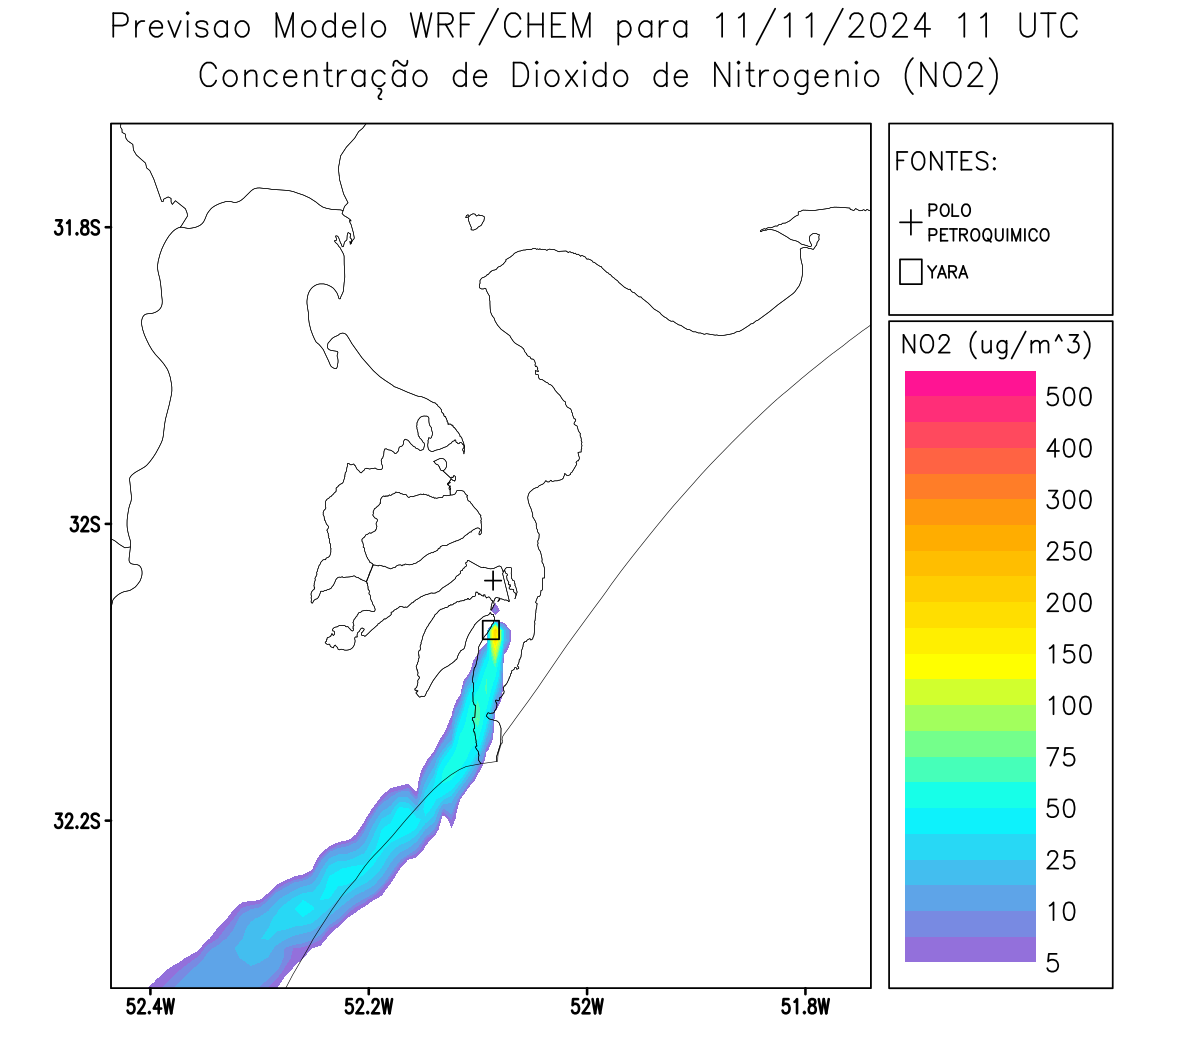 Previsao Modelo WRF/CHEM para 11/11/2024 11 UTC
Concentração de Dioxido de Nitrogenio (NO2)
FONTES:
POLO
PETROQUIMICO
YARA
NO2 (ug/m^3)
500
400
300
250
200
150
100
75
50
25
10
5
31.8S
32S
32.2S
52.4W
52.2W
52W
51.8W